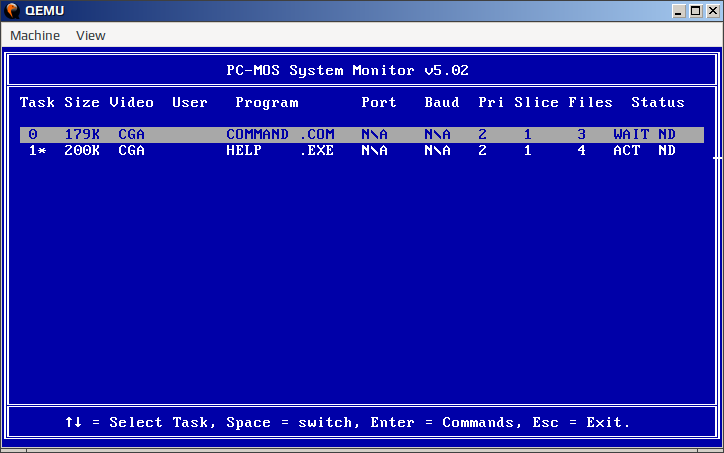 QEMU
Machine View
PC-MOS System Monitor v5.02
Task Size Video User Program Port Baud Pri Slice Files Status
0 179K CGA COMMAND .COM N\A N\A 2 1 3 WAIT ND
1* 200K CGA HELP .EXE N\A N\A 2 1 4 ACT ND
↑↓ = Select Task, Space = switch, Enter = Commands, Esc = Exit.